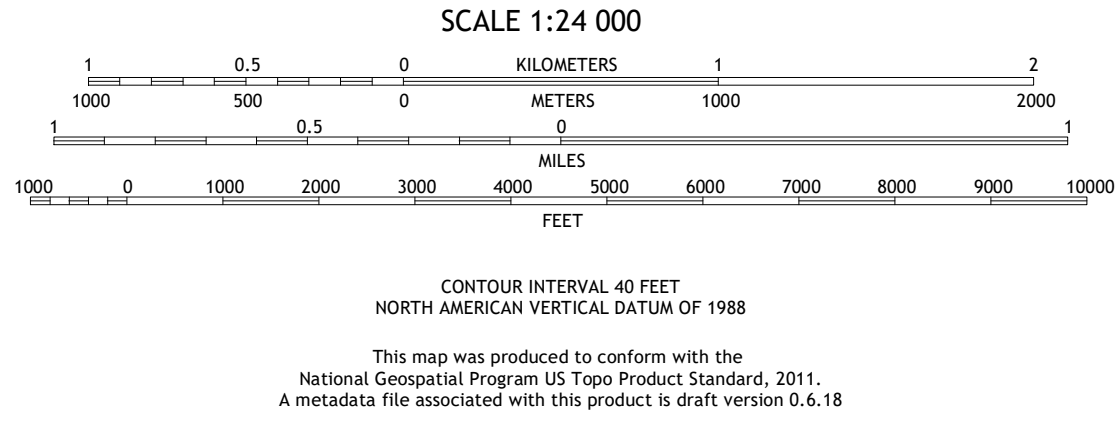 SCALE 1:24 000
1 0.5 0 KILOMETERS 1 2
1000 500 0 METERS 1000 2000
1 0.5 0 1
MILES
1000 0 1000 2000 3000 4000 5000 6000 7000 8000 9000 10000
FEET
CONTOUR INTERVAL 40 FEET
NORTH AMERICAN VERTICAL DATUM OF 1988
This map was produced to conform with the
National Geospatial Program US Topo Product Standard, 2011.
A metadata file associated with this product is draft version 0.6.18